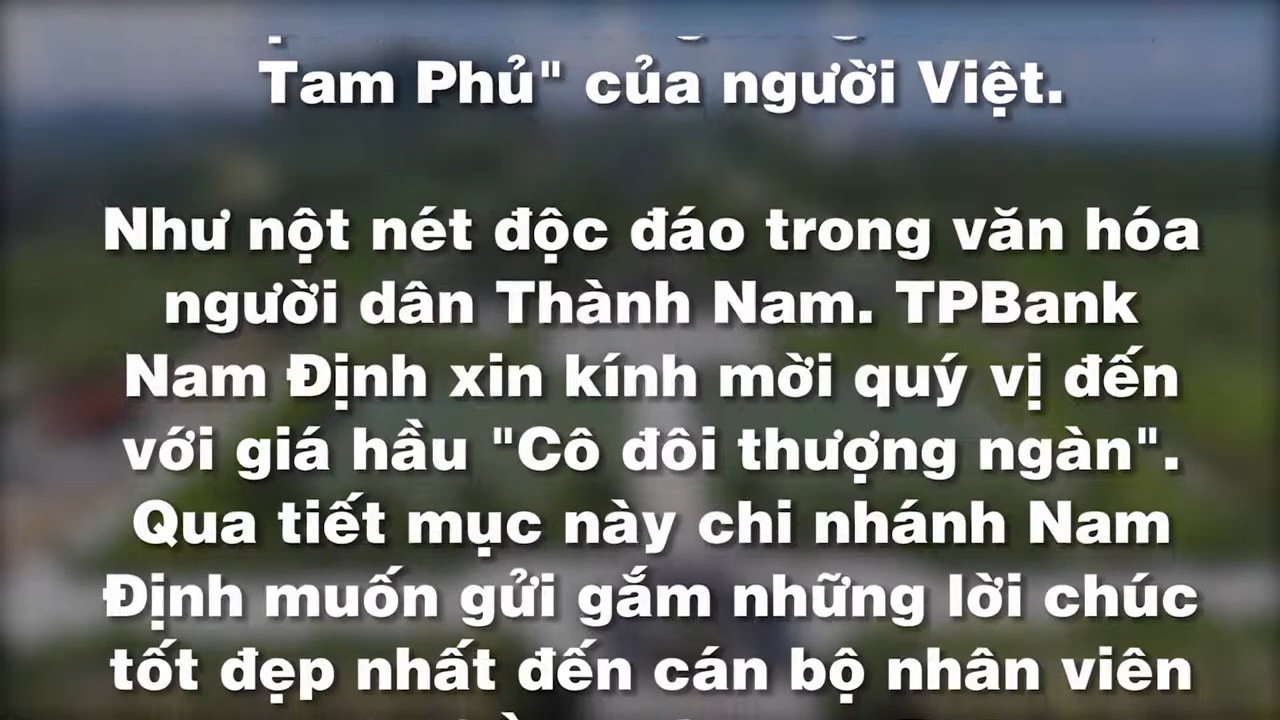 Tam Phủ" của người Việt.
Như nột nét độc đáo trong văn hóa
người dân Thành Nam. TPBank
Nam Định xin kính mời quý vị đến
với giá hầu "Cô đôi thượng ngàn".
Qua tiết mục này chi nhánh Nam
Định muốn gửi gắm những lời chúc
tốt đẹp nhất đến cán bộ nhân viên